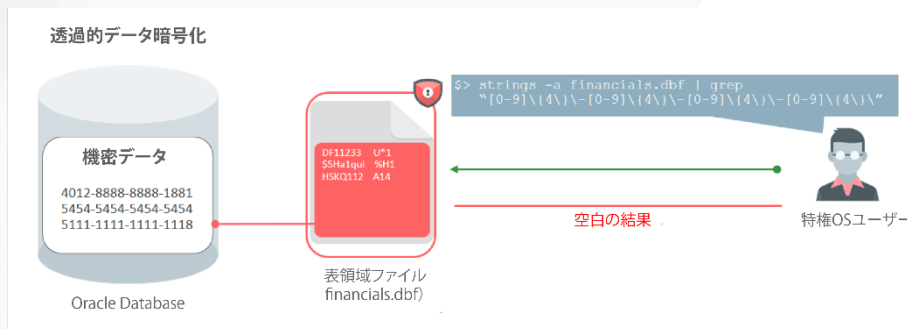 透過的データ暗号化
$> strings -a financials.dbf | grep
“[0-9]\{4\}\-[0-9]\{4\}\-[0-9]\{4\}\-[0-9]\{4\}\”
機密データ
4012-8888-8888-1881
5454-5454-5454-5454
5111-1111-1111-1118
DF11233 U*1
$5Ha1qui %H1
HSKQ112 A14
空白の結果
特権OSユーザー
表領域ファイル
financials.dbf）
Oracle Database